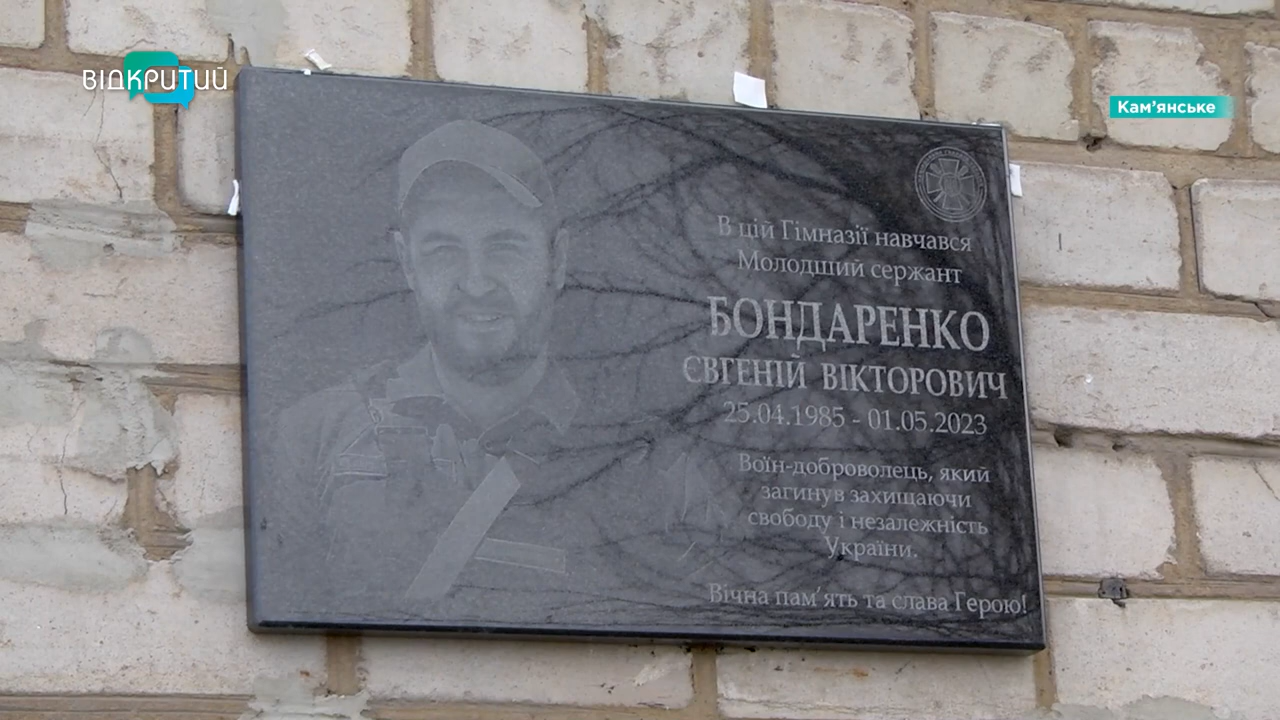 ВІДКРИТИЙ
Кам'янське
В цій Гімназії навчався
Молодший сержант
БОНДАРЕНКО
ЄВГЕНІЙ ВІКТОРОВИЧ
25.04.1985 - 01.05.2023
Воїн-доброволець, який
загинув захищаючи
свободу і незалежність
України.
Вічна пам'ять та слава Герою!